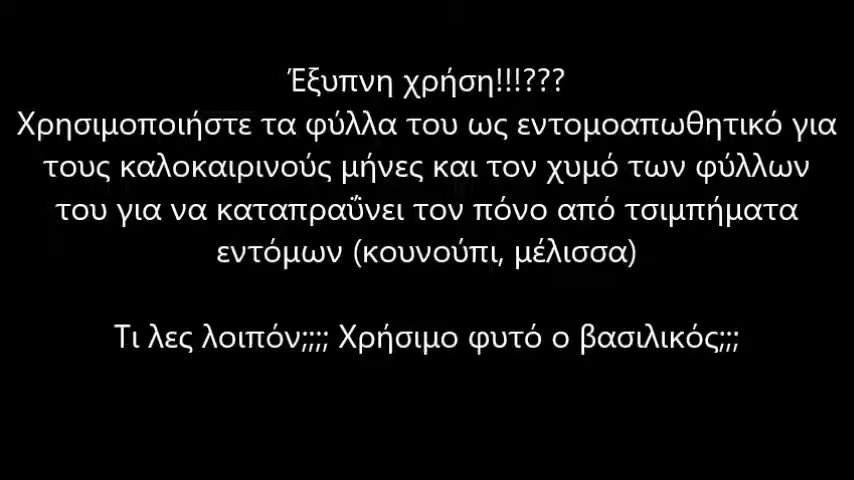 Έξυπνη χρήση!!!???
Χρησιμοποιήστε τα φύλλα του ως εντομοαπωθητικό για
τους καλοκαιρινούς μήνες και τον χυμό των φύλλων
του για να καταπραΰνει τον πόνο από τσιμπήματα
εντόμων (κουνούπι, μέλισσα)
Τι λες λοιπόν;;;; Χρήσιμο φυτό ο βασιλικός;;;